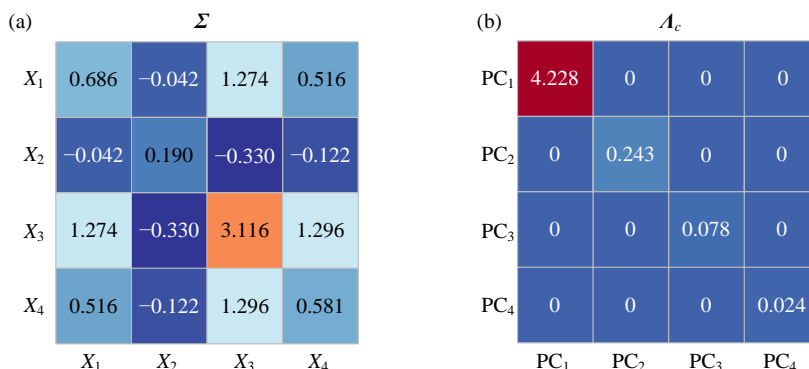 (a) Σ
X1 0.686 −0.042 1.274 0.516
X2 −0.042 0.190 −0.330 −0.122
X3 1.274 −0.330 3.116 1.296
X4 0.516 −0.122 1.296 0.581
X1 X2 X3 X4
(b) Λc
PC1 4.228 0 0 0
PC2 0 0.243 0 0
PC3 0 0 0.078 0
PC4 0 0 0 0.024
PC1 PC2 PC3 PC4